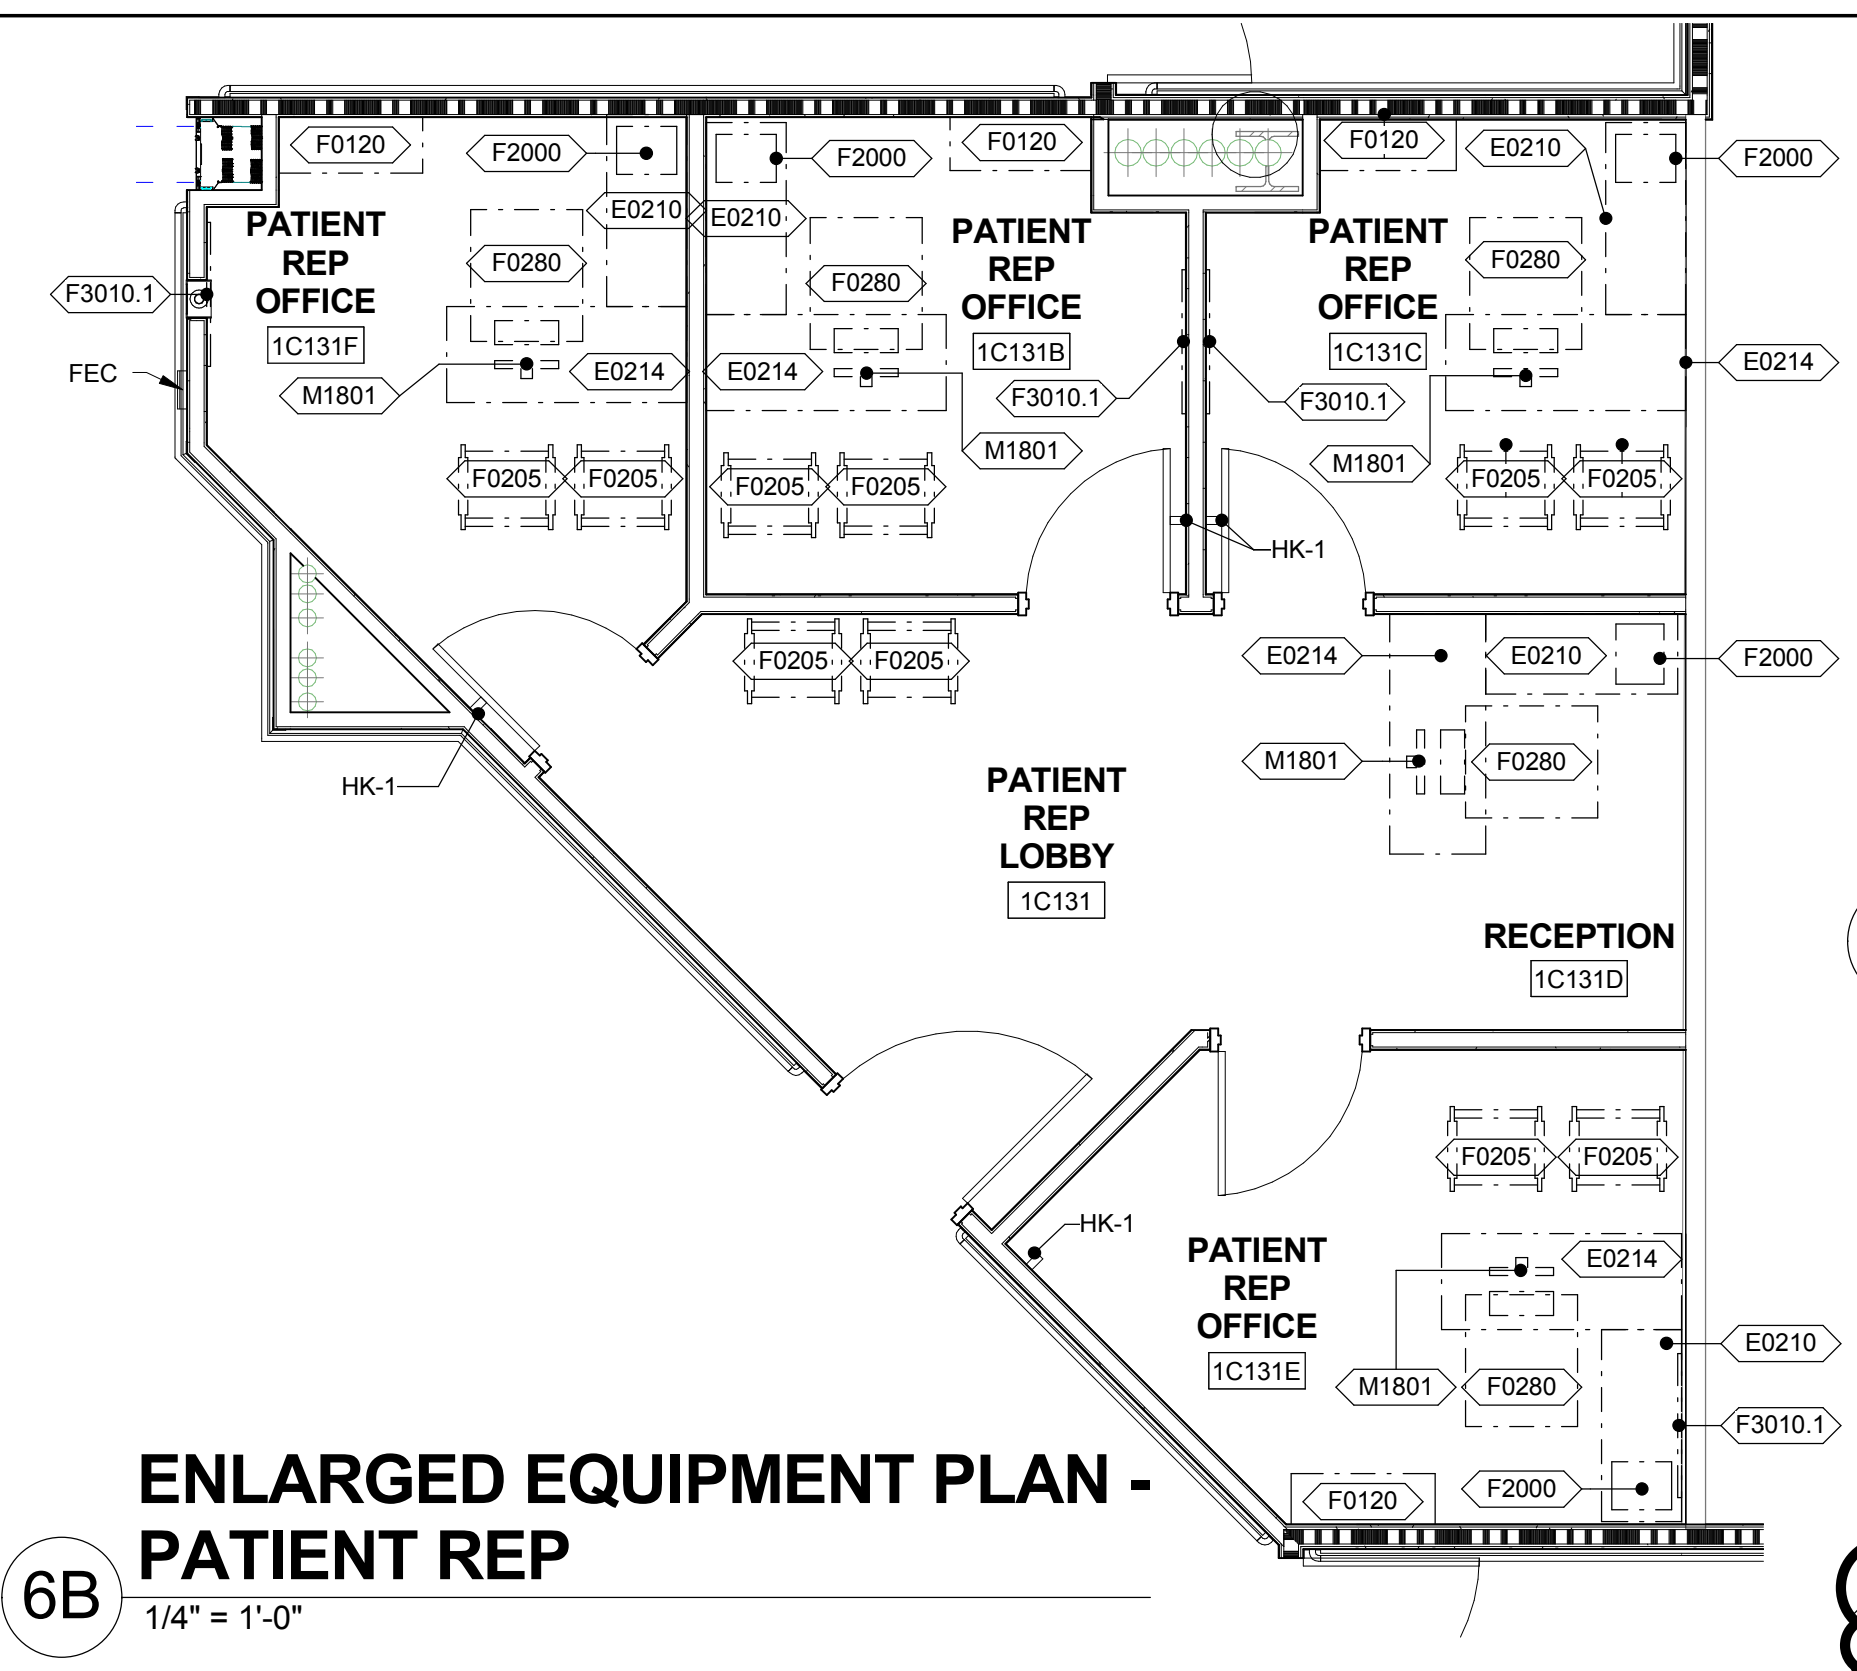 F0120
F2000
F2000
F0120
F0120
E0210
F2000
E0210
E0210
PATIENT
REP
OFFICE
1C131F
F0280
F0280
PATIENT
REP
OFFICE
1C131B
PATIENT
REP
OFFICE
1C131C
F0280
F3010.1
FEC
M1801
E0214
E0214
F3010.1
F3010.1
E0214
M1801
M1801
F0205
F0205
F0205
F0205
F0205
F0205
HK-1
F0205
F0205
E0214
E0210
F2000
M1801
F0280
HK-1
PATIENT
REP
LOBBY
1C131
RECEPTION
1C131D
F0205
F0205
HK-1
PATIENT
REP
OFFICE
1C131E
E0214
E0210
M1801
F0280
F3010.1
F0120
F2000
ENLARGED EQUIPMENT PLAN -
PATIENT REP
6B
1/4" = 1'-0"